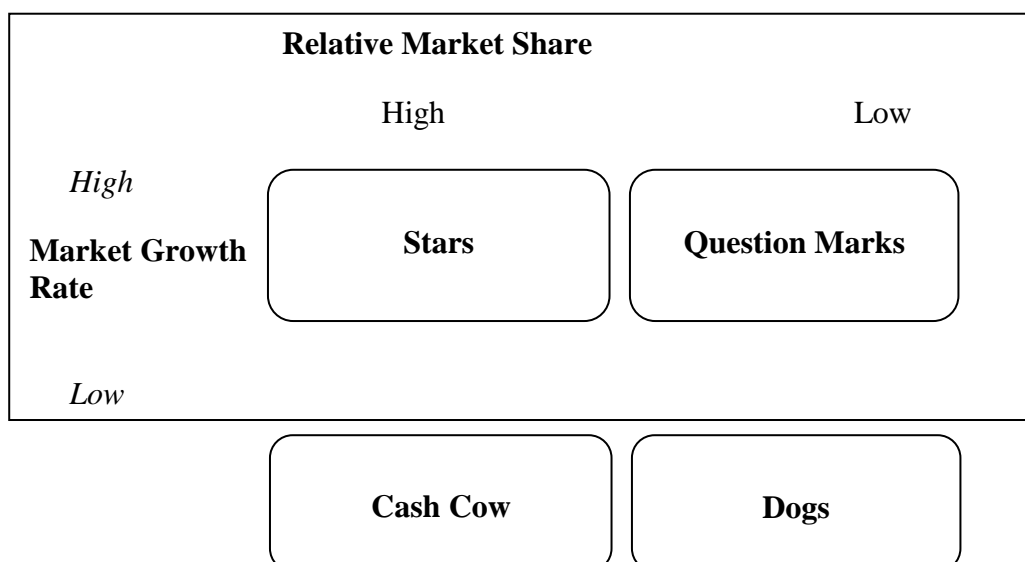 Relative Market Share
High Low
High
Stars Question Marks
Market Growth
Rate
Low
Cash Cow Dogs